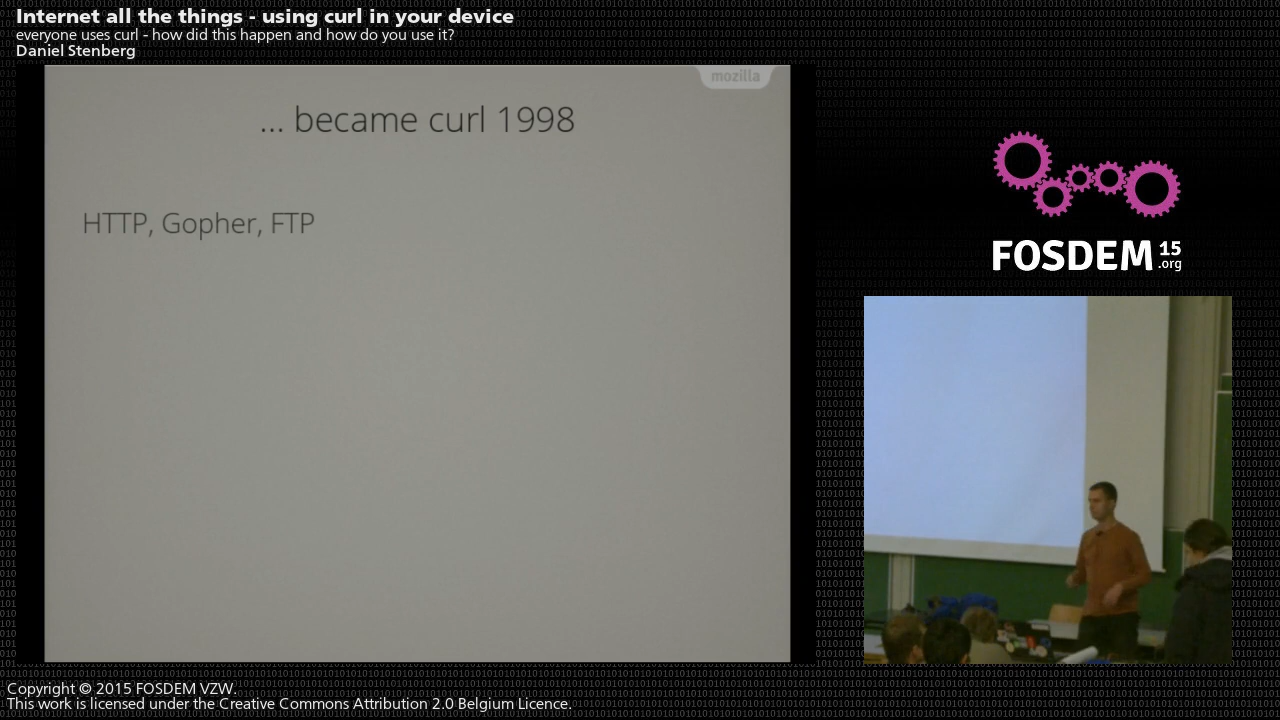 Internet all the things - using curl in your device
everyone uses curl - how did this happen and how do you use it?
Daniel Stenberg
mozilla
... became curl 1998
HTTP, Gopher, FTP
FOSDEM 15
.org
Copyright © 2015 FOSDEM VZW.
This work is licensed under the Creative Commons Attribution 2.0 Belgium Licence.